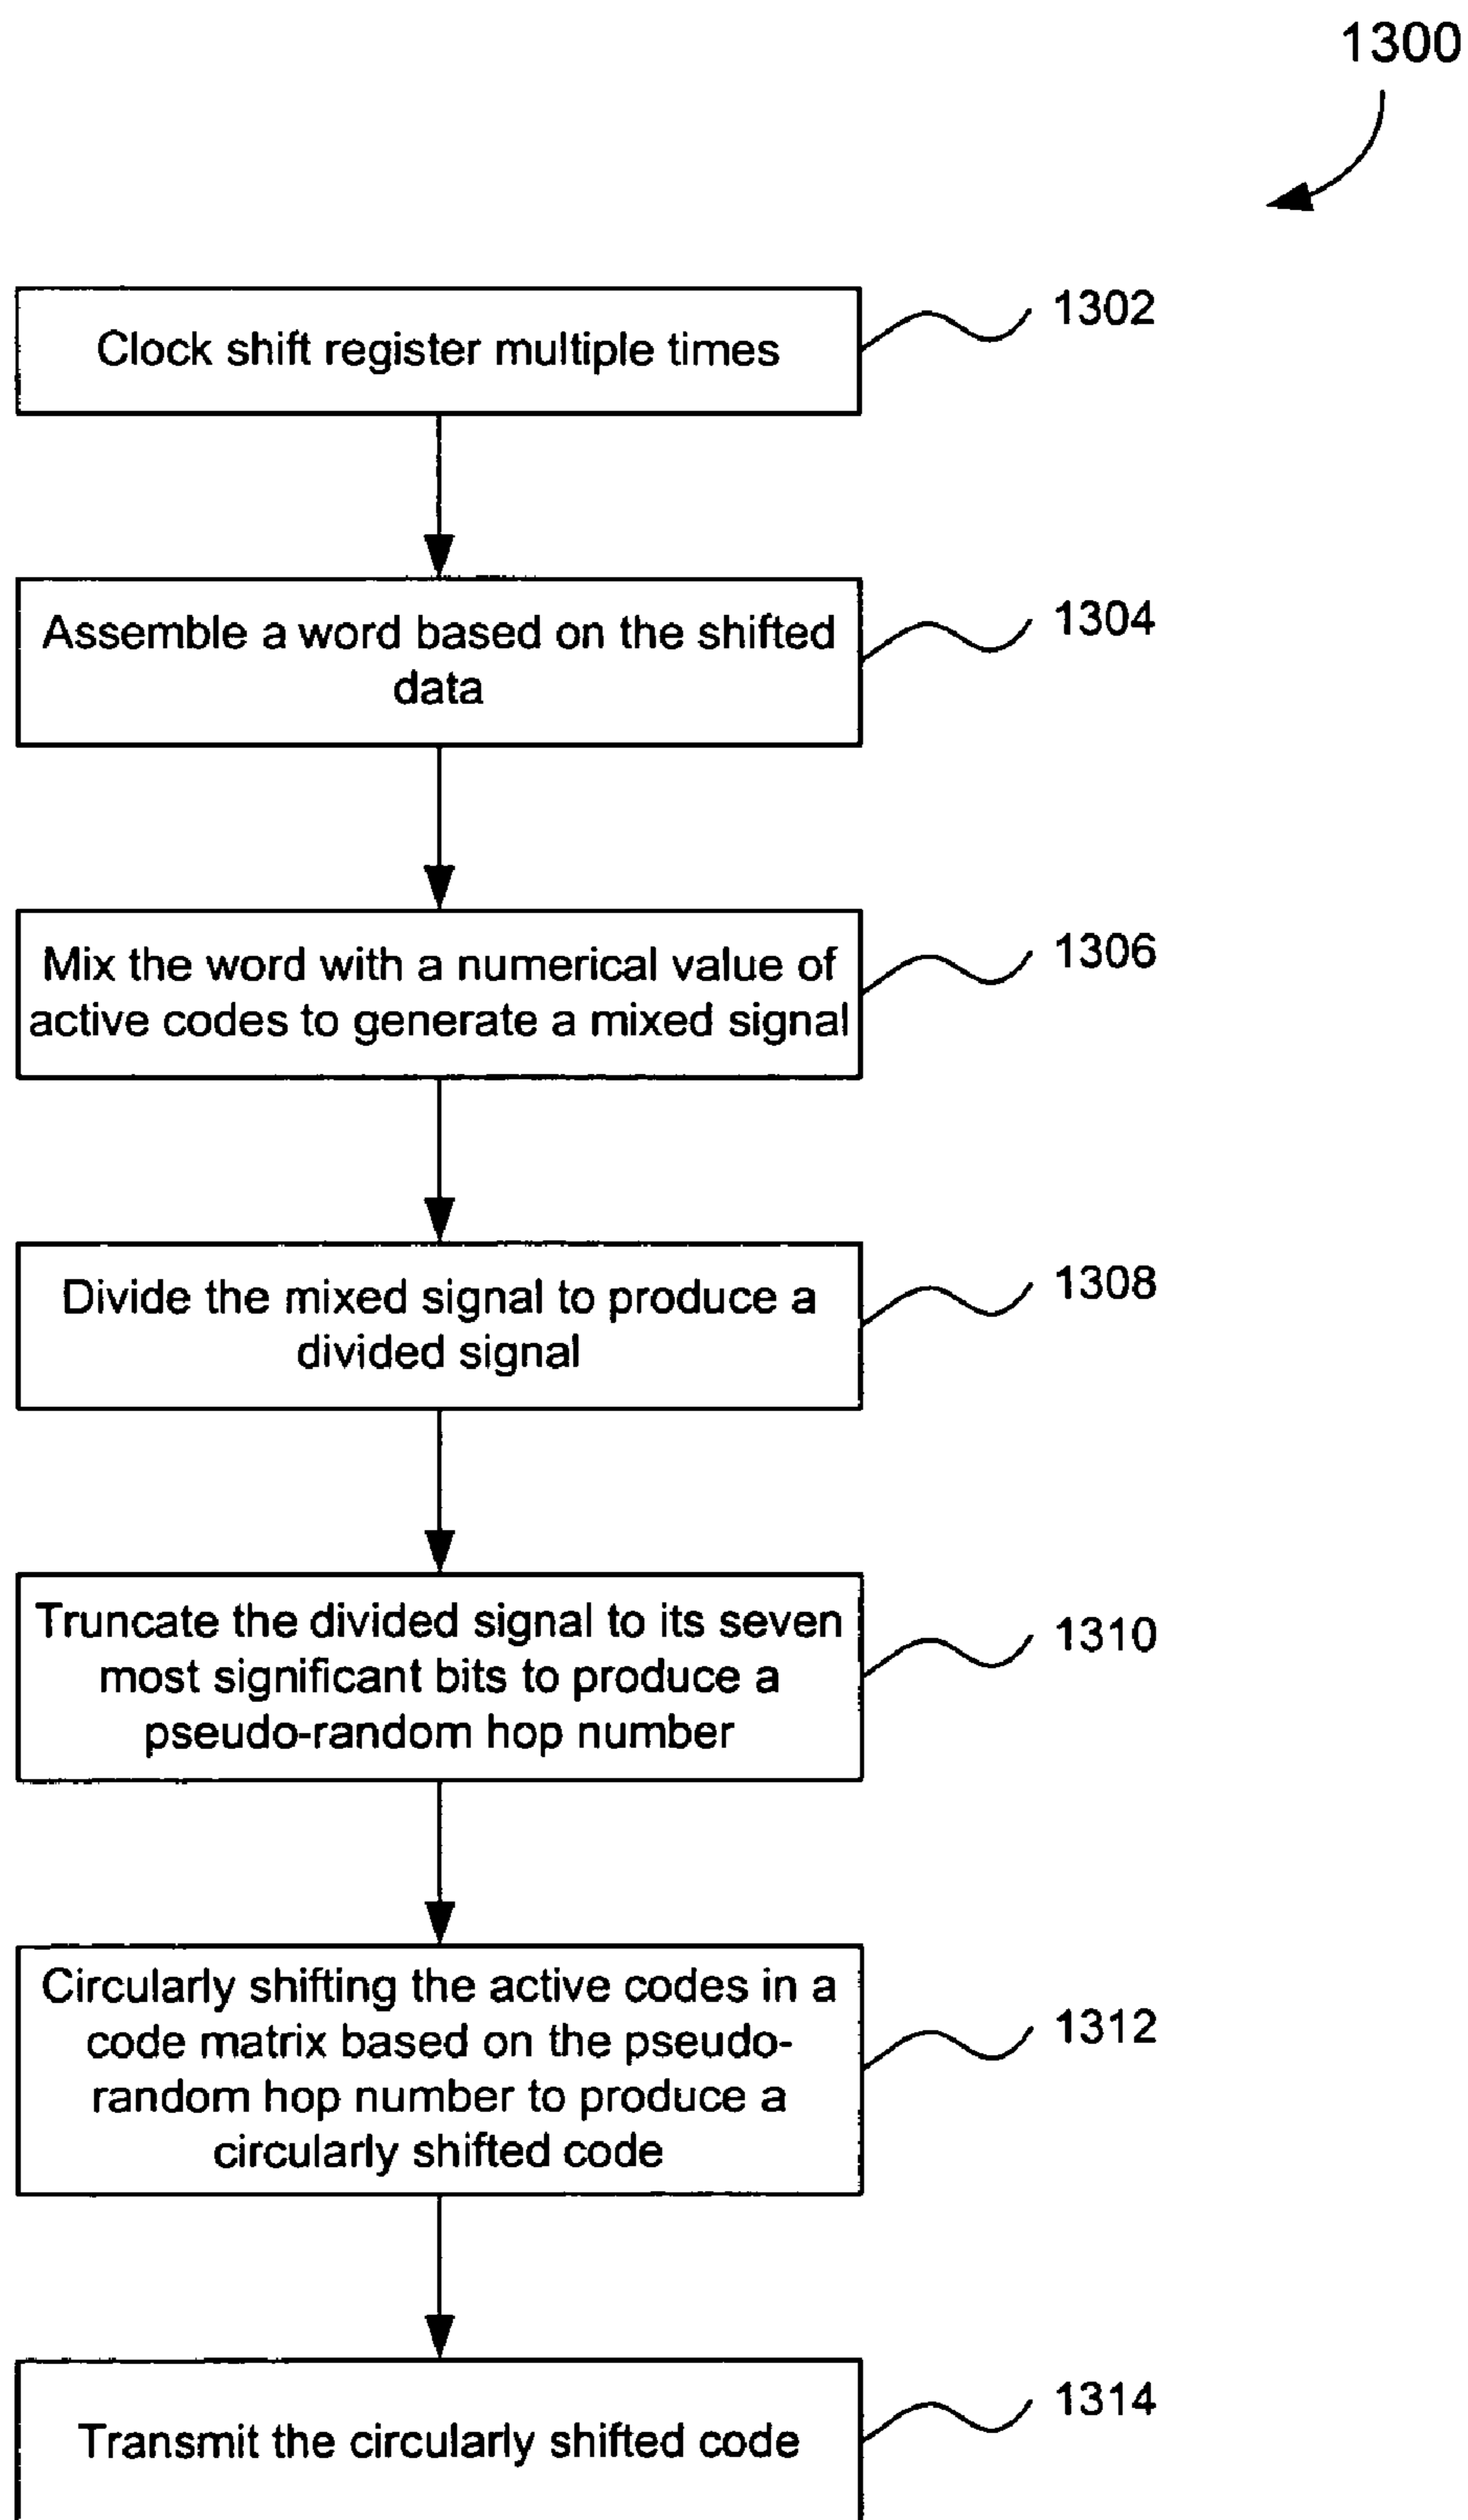 1300
Clock shift register multiple times
1302
Assemble a word based on the shifted
data
1304
Mix the word with a numerical value of
active codes to generate a mixed signal
1306
Divide the mixed signal to produce a
divided signal
1308
Truncate the divided signal to its seven
most significant bits to produce a
pseudo-random hop number
1310
Circularly shifting the active codes in a
code matrix based on the pseudo-
random hop number to produce a
circularly shifted code
1312
Transmit the circularly shifted code
1314